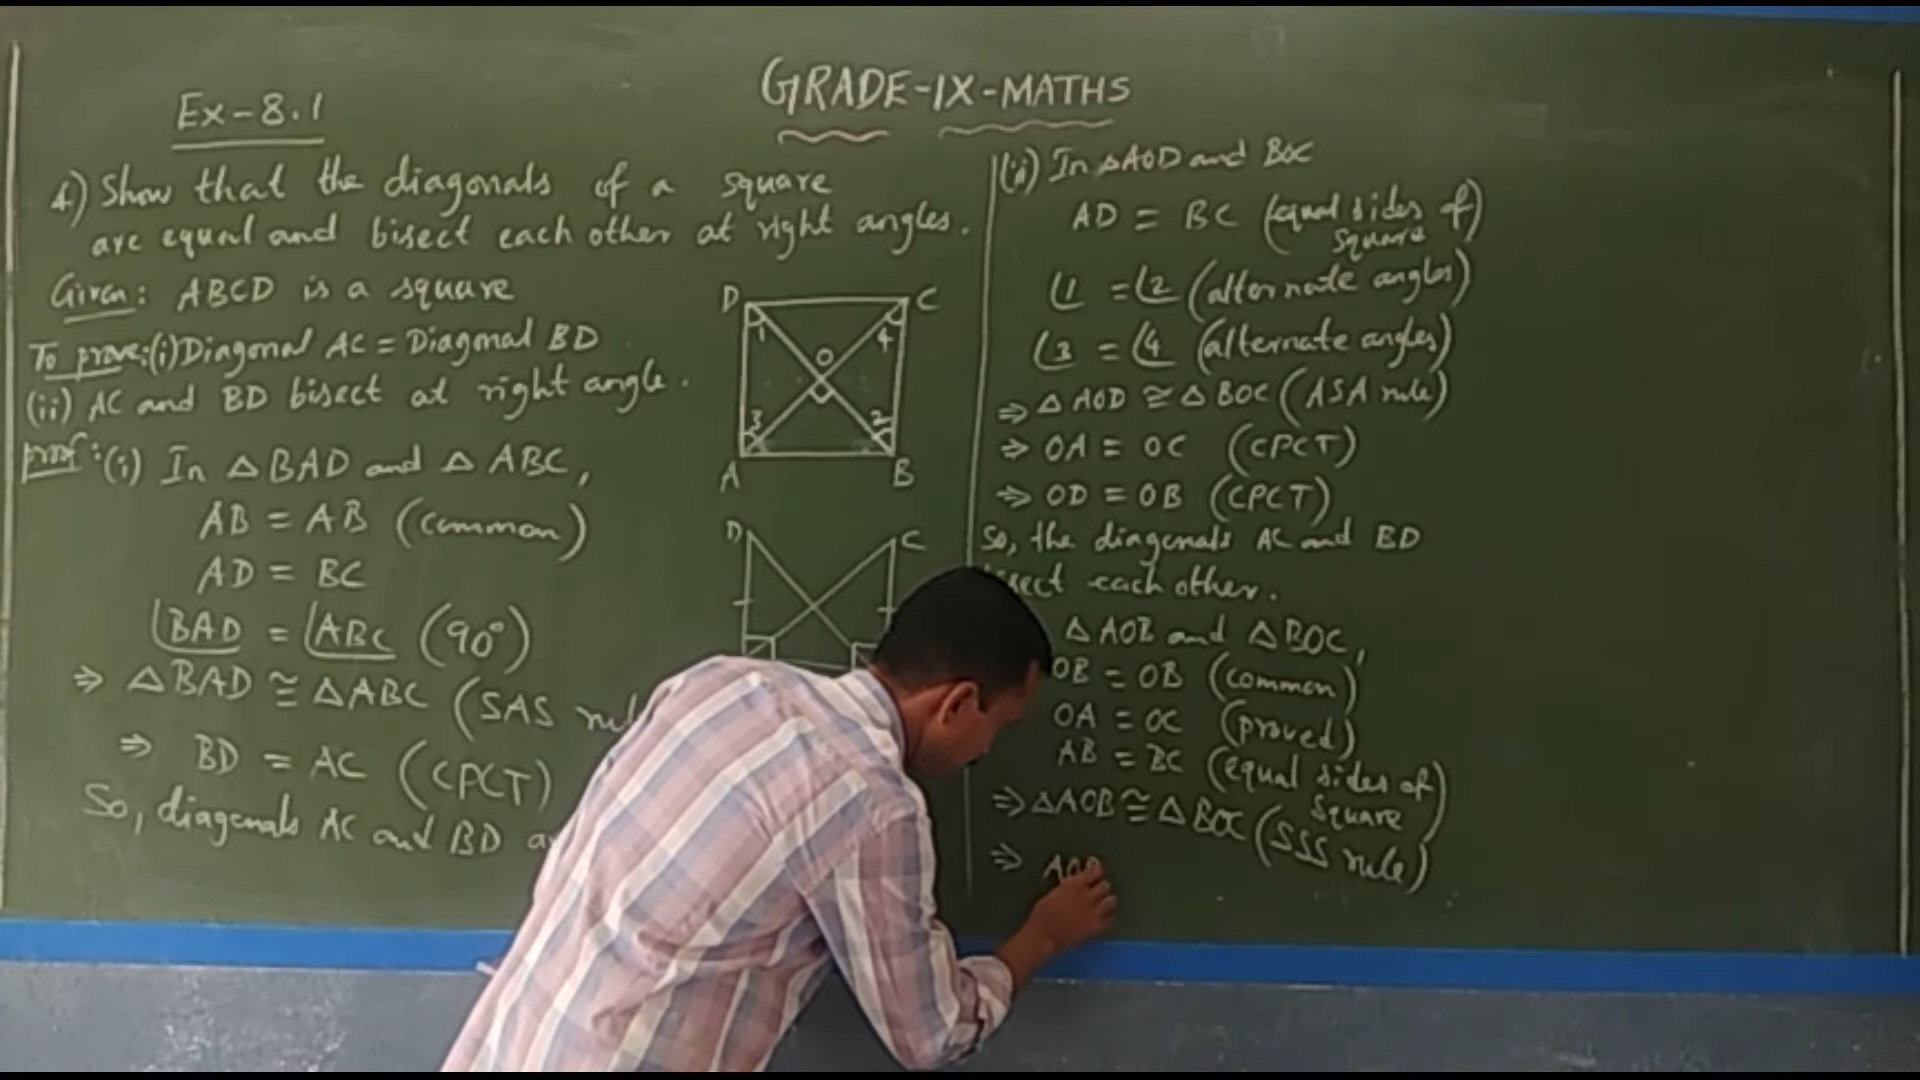 GRADE-IX-MATHS
Ex-8.1
4) Show that the diagonals of a square
are equal and bisect each other at right angles.
Given: ABCD is a square
To prove:(i)Diagonal AC = Diagonal BD
(ii) AC and BD bisect at right angle.
proof:(i) In △BAD and △ABC,
AB = AB (common)
AD = BC
∠BAD = ∠ABC (90°)
⇒ △BAD ≅ △ABC (SAS
⇒ BD = AC (CPCT)
So, diagonals AC and BD
D C
1 4
O
3 2
A B
D C
(ii) In △AOD and BOC
AD = BC (equal sides of
square)
∠1 = ∠2 (alternate angles)
∠3 = ∠4 (alternate angles)
⇒ △AOD ≅ △BOC (ASA rule)
⇒ OA = OC (CPCT)
⇒ OD = OB (CPCT)
So, the diagonals AC and BD
each other.
△AOB and △BOC,
OB = OB (common)
OA = OC (proved)
AB = BC (equal sides of
square)
⇒ △AOB ≅ △BOC (SSS rule)
⇒